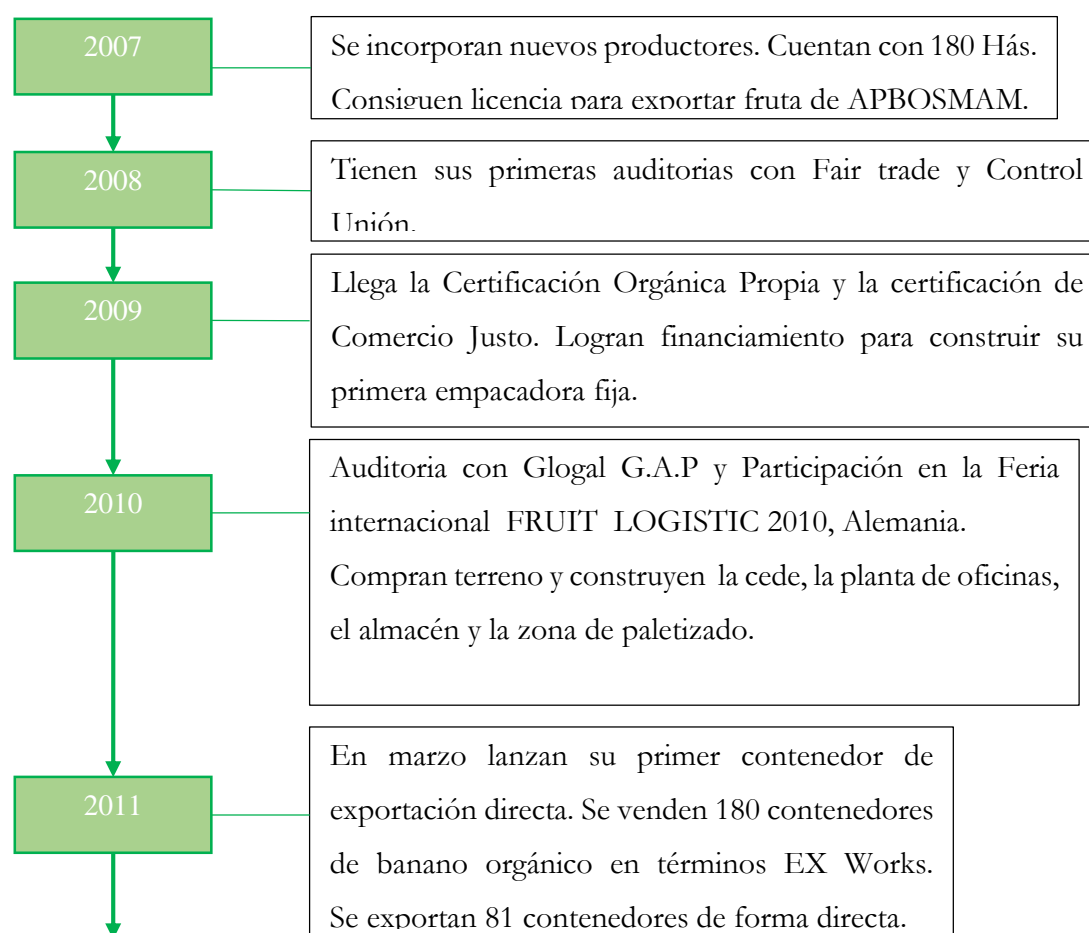 2007
Se incorporan nuevos productores. Cuentan con 180 Hás.
Consiguen licencia para exportar fruta de APBOSMAM.
2008
Tienen sus primeras auditorias con Fair trade y Control
Unión.
2009
Llega la Certificación Orgánica Propia y la certificación de
Comercio Justo. Logran financiamiento para construir su
primera empacadora fija.
2010
Auditoria con Glogal G.A.P y Participación en la Feria
internacional FRUIT LOGISTIC 2010, Alemania.
Compran terreno y construyen la cede, la planta de oficinas,
el almacén y la zona de paletizado.
2011
En marzo lanzan su primer contenedor de
exportación directa. Se venden 180 contenedores
de banano orgánico en términos EX Works.
Se exportan 81 contenedores de forma directa.